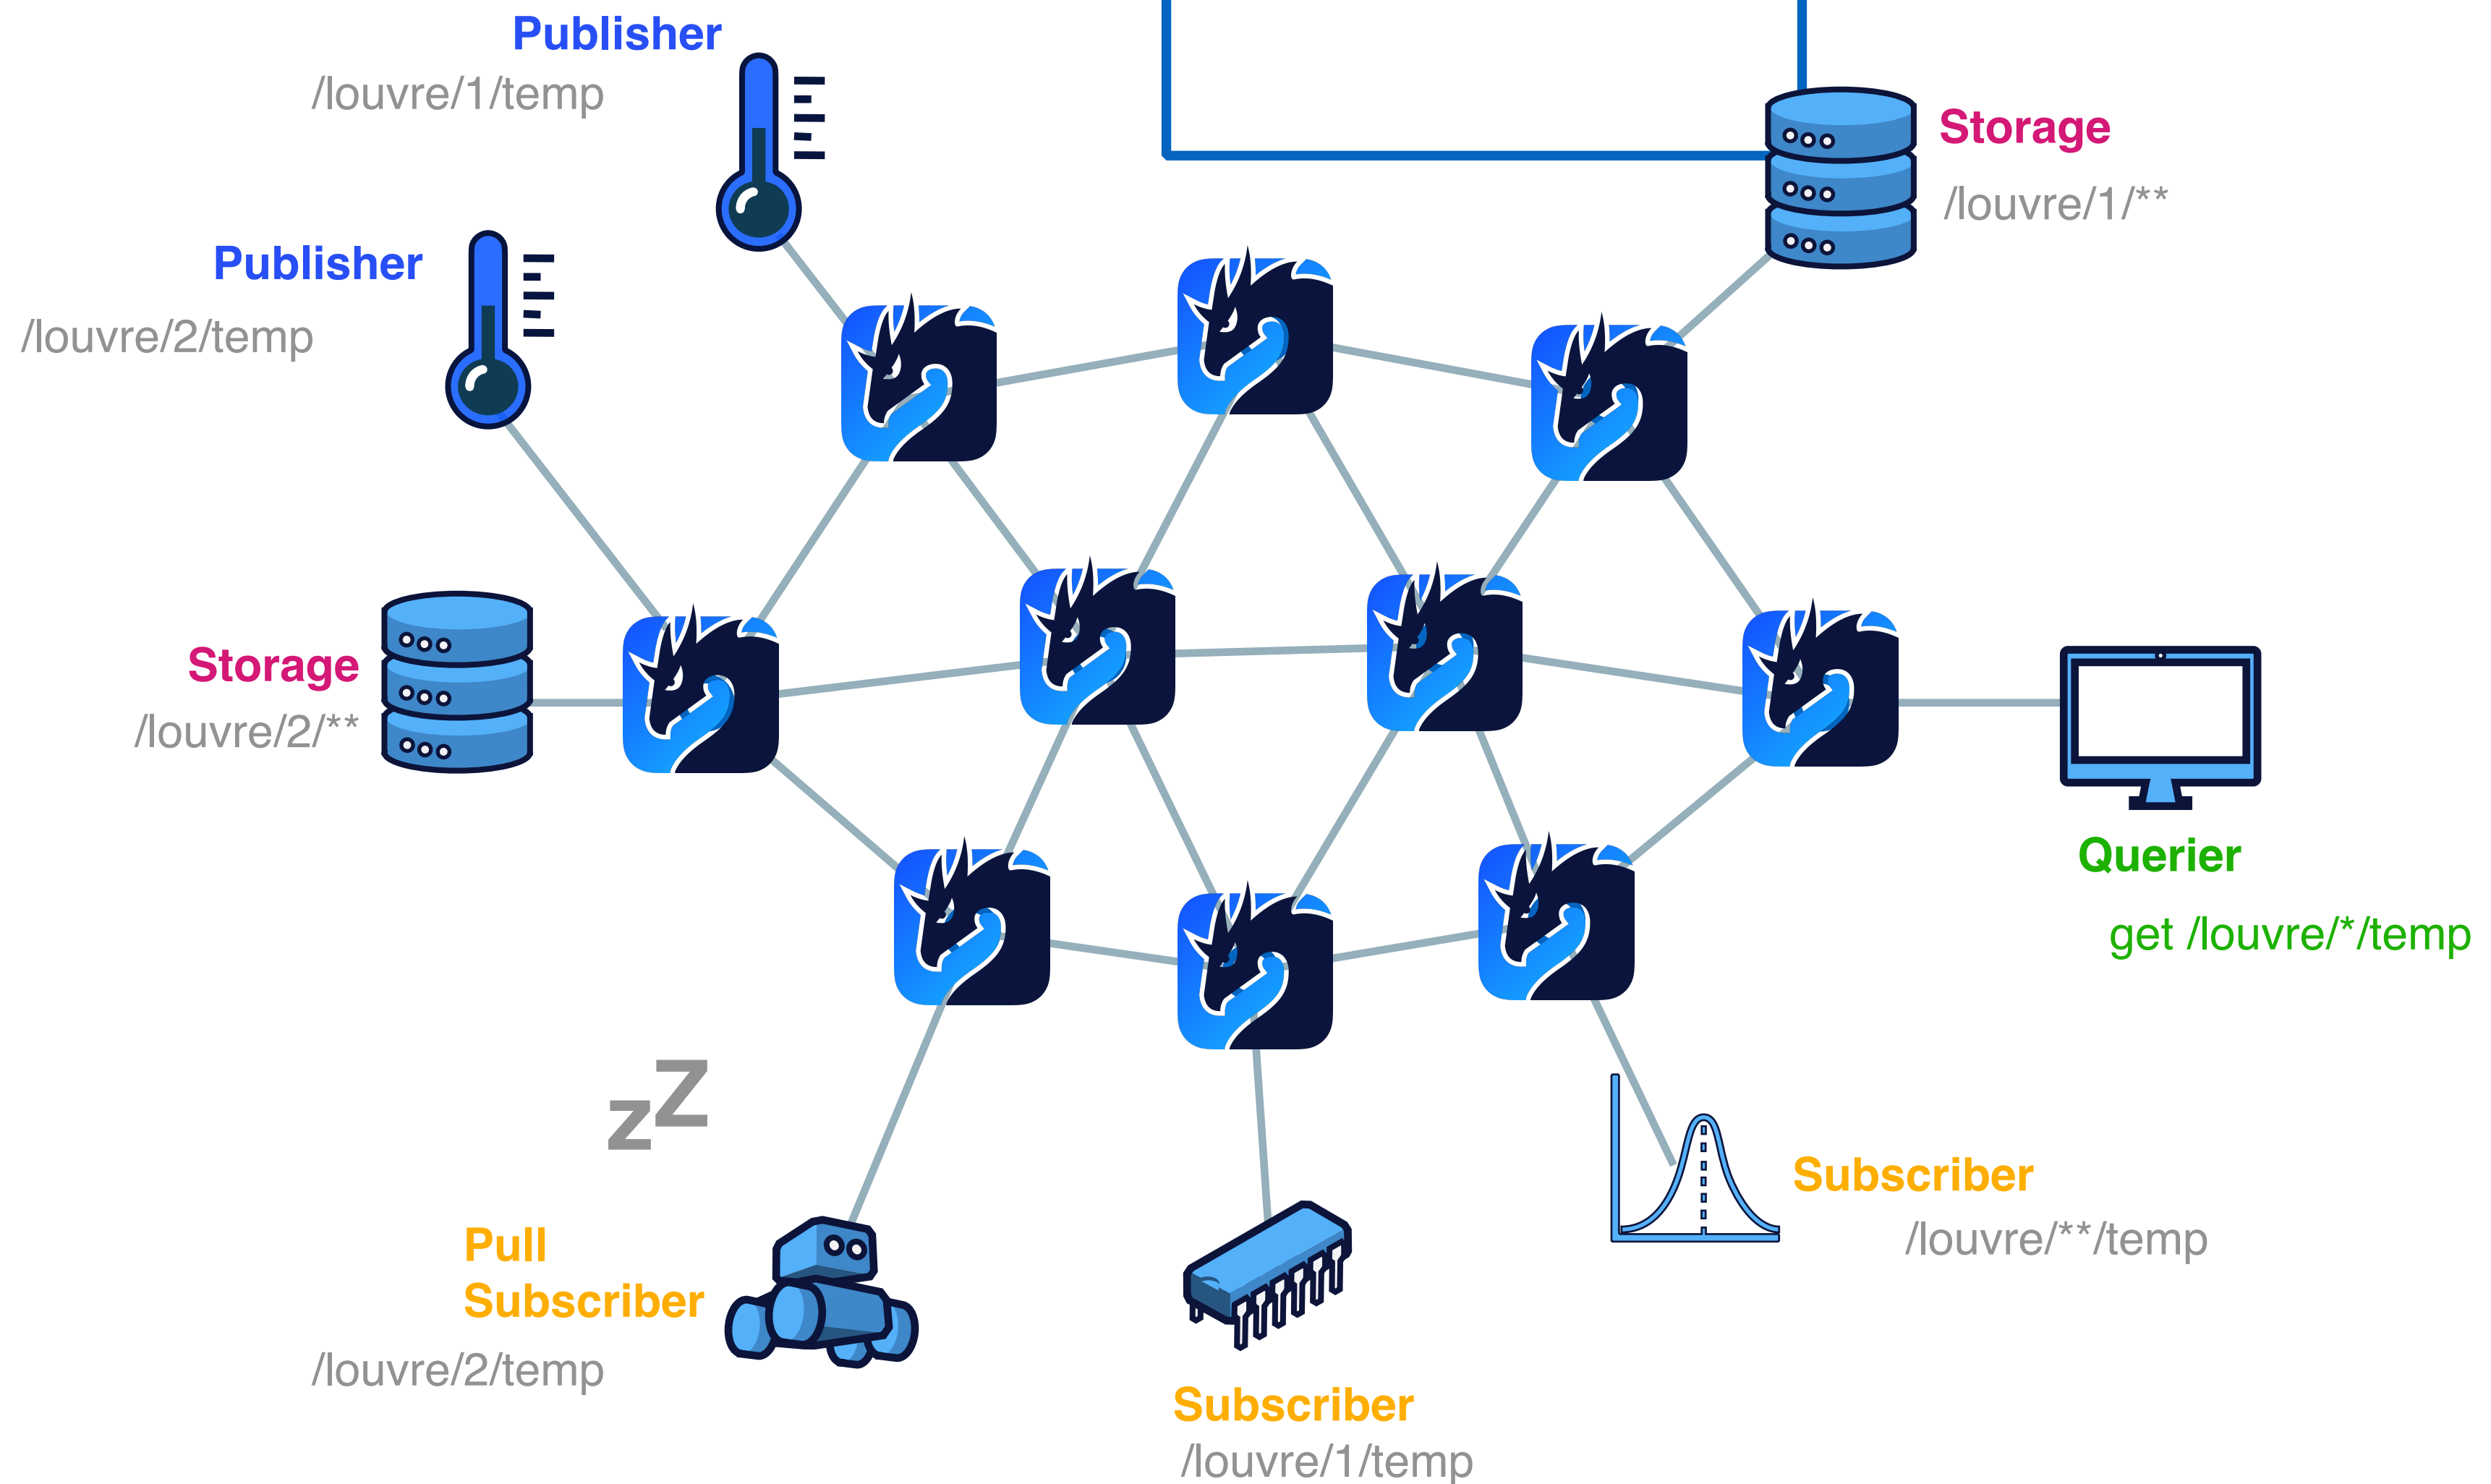 Publisher
/louvre/1/temp
Storage
/louvre/1/**
Publisher
/louvre/2/temp
Storage
/louvre/2/**
Querier
get /louvre/*/temp
zZ
Subscriber
/louvre/**/temp
Pull
Subscriber
/louvre/2/temp
Subscriber
/louvre/1/temp